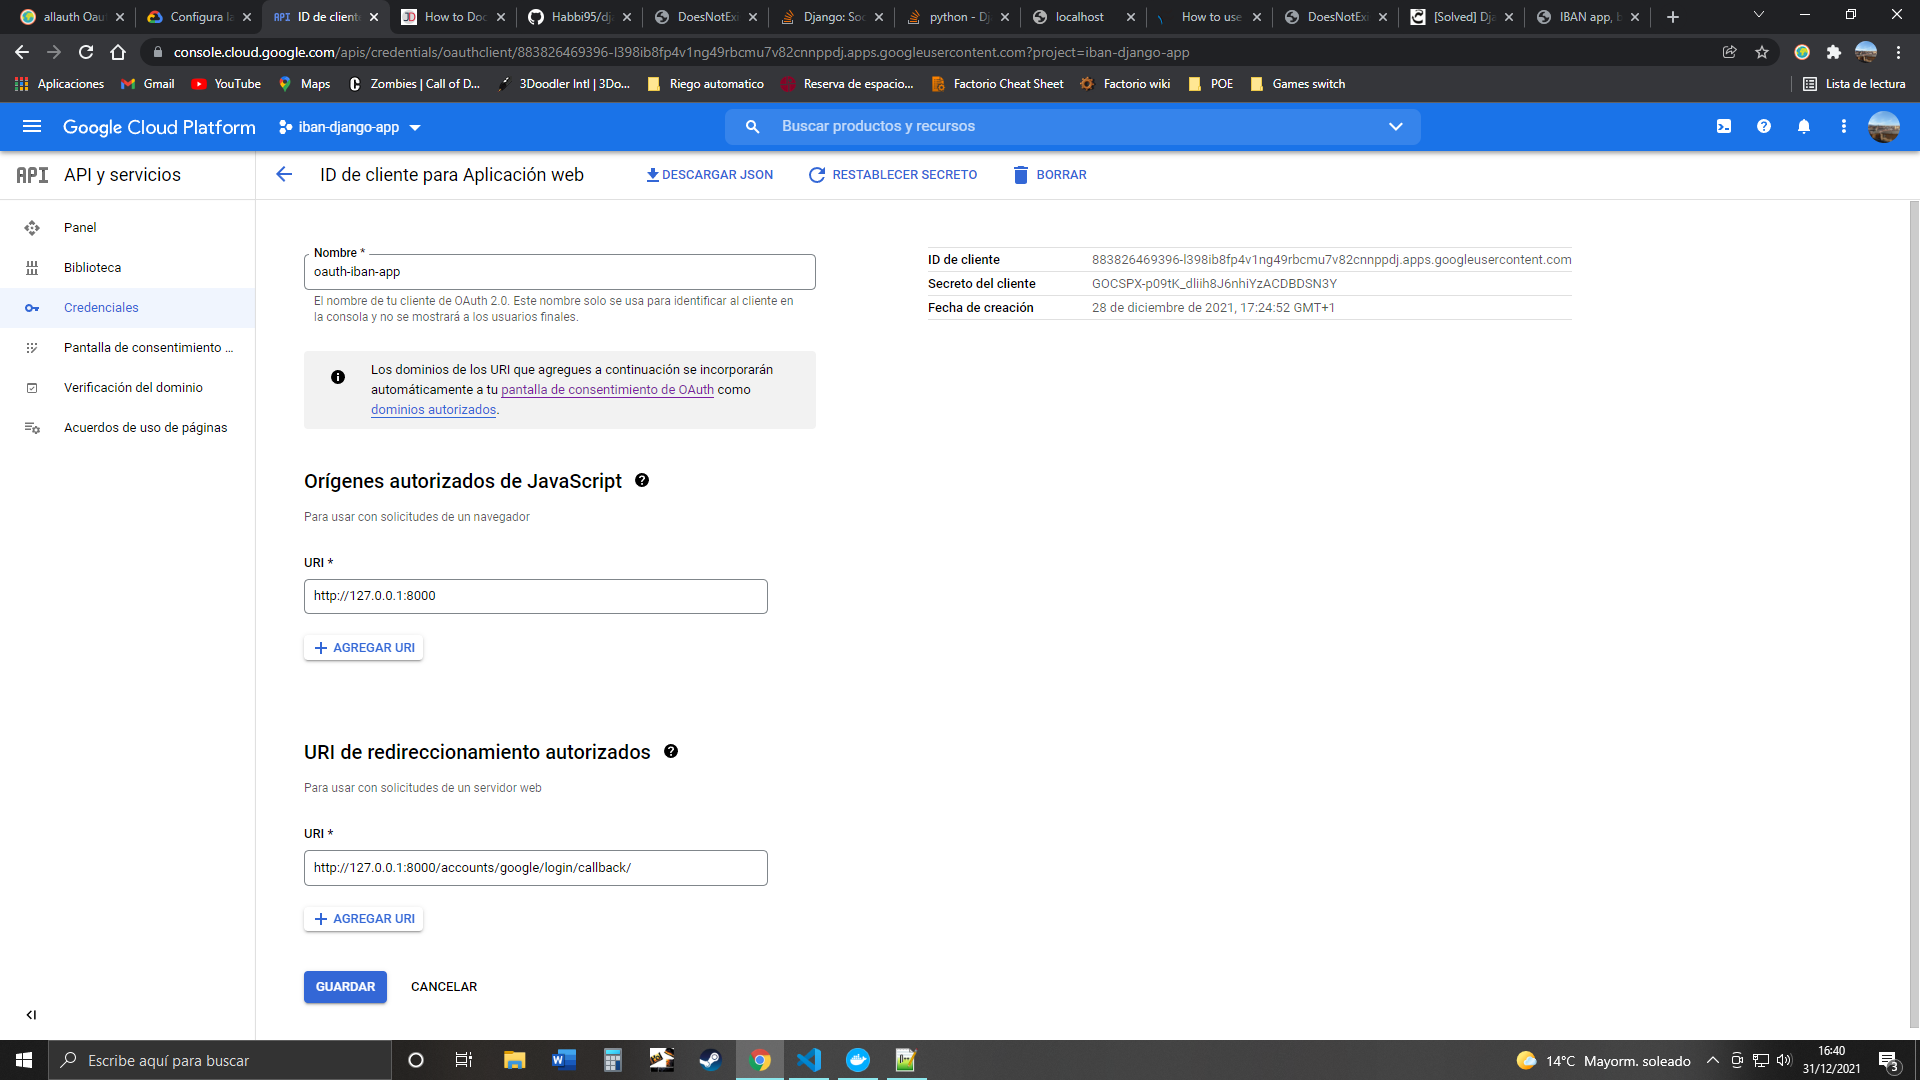 allauth Oau
Configura la
ID de client
How to Doc
Habbi95/dj
DoesNotExi
Django: Soc
python - Dj
localhost
How to use
DoesNotExi
[Solved] Dja
IBAN app, b
console.cloud.google.com/apis/credentials/oauthclient/883826469396-l398ib8fp4v1ng49rbcmu7v82cnnppdj.apps.googleusercontent.com?project=iban-django-app
Aplicaciones
Gmail
YouTube
Maps
Zombies | Call of D...
3Doodler Intl | 3Do...
Riego automatico
Reserva de espacio...
Factorio Cheat Sheet
Factorio wiki
POE
Games switch
Lista de lectura
Google Cloud Platform
iban-django-app
Buscar productos y recursos
API
API y servicios
ID de cliente para Aplicación web
DESCARGAR JSON
RESTABLECER SECRETO
BORRAR
Panel
Biblioteca
Credenciales
Pantalla de consentimiento ...
Verificación del dominio
Acuerdos de uso de páginas
Nombre *
oauth-iban-app
El nombre de tu cliente de OAuth 2.0. Este nombre solo se usa para identificar al cliente en
la consola y no se mostrará a los usuarios finales.
ID de cliente 883826469396-l398ib8fp4v1ng49rbcmu7v82cnnppdj.apps.googleusercontent.com
Secreto del cliente 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
Fecha de creación 28 de diciembre de 2021, 17:24:52 GMT+1
Los dominios de los URI que agregues a continuación se incorporarán
automáticamente a tu pantalla de consentimiento de OAuth como
dominios autorizados.
Orígenes autorizados de JavaScript
Para usar con solicitudes de un navegador
URI *
http://127.0.0.1:8000
AGREGAR URI
URI de redireccionamiento autorizados
Para usar con solicitudes de un servidor web
URI *
http://127.0.0.1:8000/accounts/google/login/callback/
AGREGAR URI
GUARDAR
CANCELAR
Escribe aquí para buscar
14°C Mayorm. soleado
16:40
31/12/2021
3